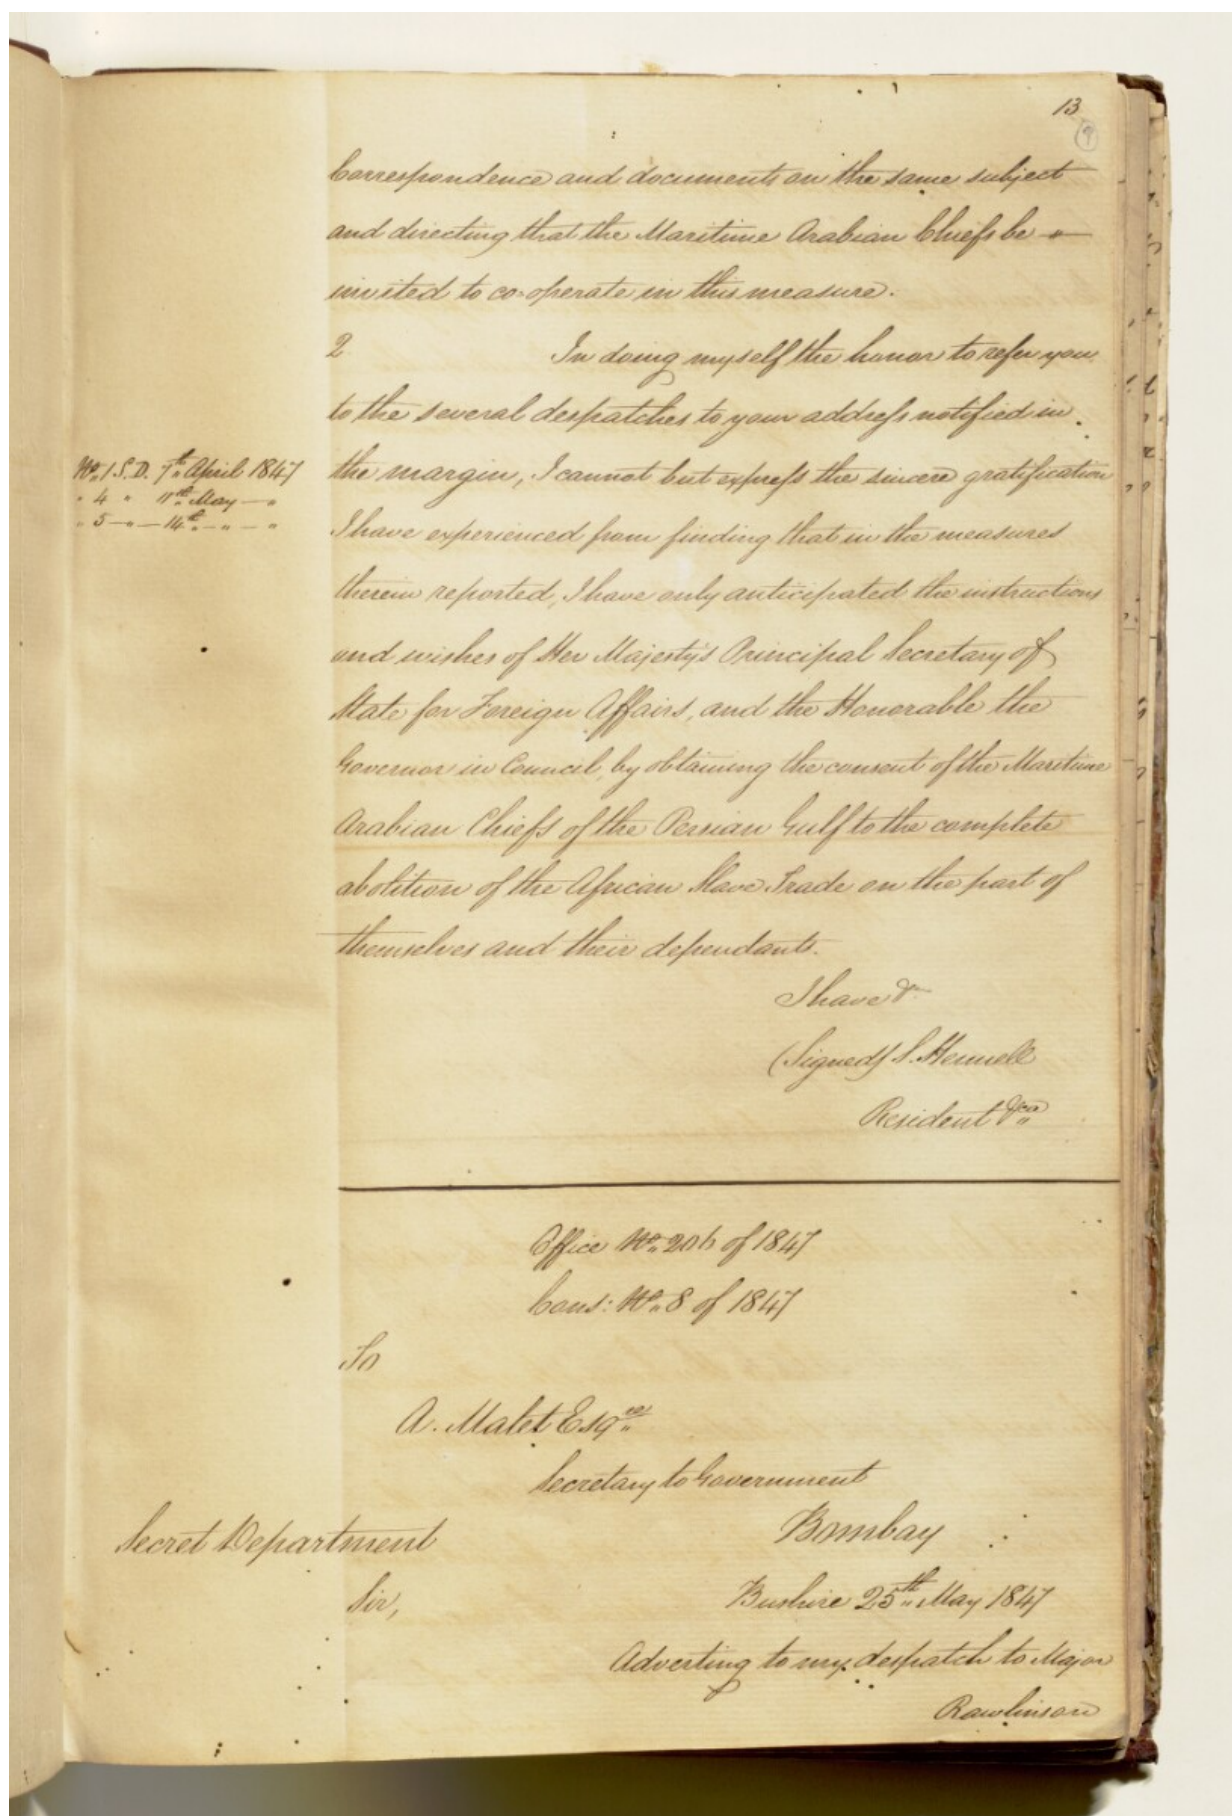 13
9
Correspondence and documents on the same subject
and directing that the Maritime Arabian Chiefs be -"-
invited to co=operate in this measure.
2 In doing myself the honor to refer you
to the several despatches to your address notified in
No. 1 S.D. 7th April 1847
" 4 " 11th May — "
" 5 — " — 14th — " — "
the margin, I cannot but express the sincere gratification
I have experienced from finding that in the measures
therein reported, I have only anticipated the instructions
and wishes of Her Majesty's Principal Secretary of
State for Foreign Affairs, and the Honorable the
Governor in Council, by obtaining the consent of the Maritime
Arabian Chiefs of the Persian Gulf to the complete
abolition of the African Slave Trade on the part of
themselves and their dependants.
I have &c
(Signed) S. Hennell
Resident &ca
Office No. 206 of 1847
Cons: No. 8 of 1847
To
A. Malet Esqre
Secretary to Government
Bombay
Secret Department
Sir, Bushire 25th May 1847
Adverting to my despatch to Major
Rawlinson